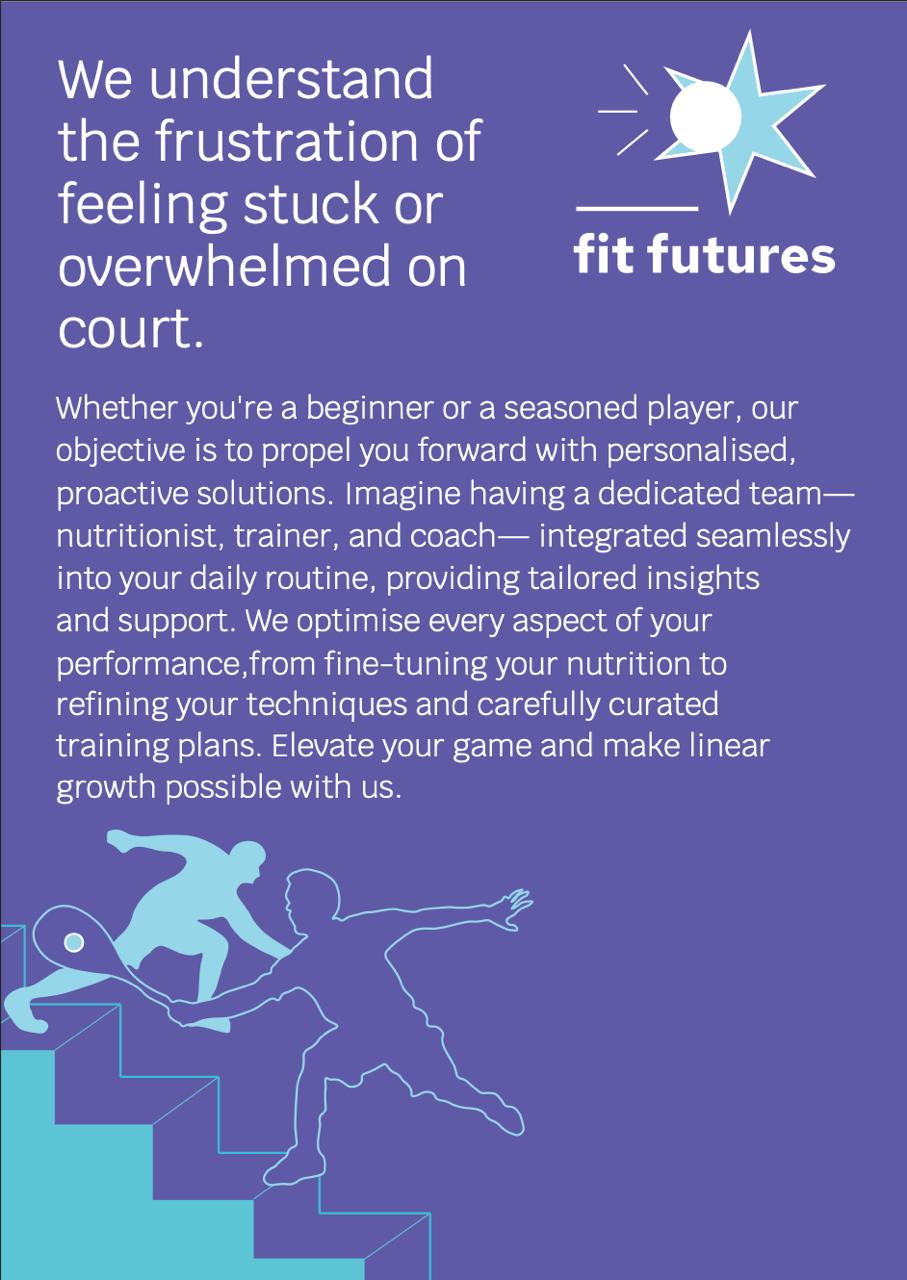 We understand
the frustration of
feeling stuck or
overwhelmed on
court.
fit futures
Whether you're a beginner or a seasoned player, our
objective is to propel you forward with personalised,
proactive solutions. Imagine having a dedicated team—
nutritionist, trainer, and coach— integrated seamlessly
into your daily routine, providing tailored insights
and support. We optimise every aspect of your
performance,from fine-tuning your nutrition to
refining your techniques and carefully curated
training plans. Elevate your game and make linear
growth possible with us.